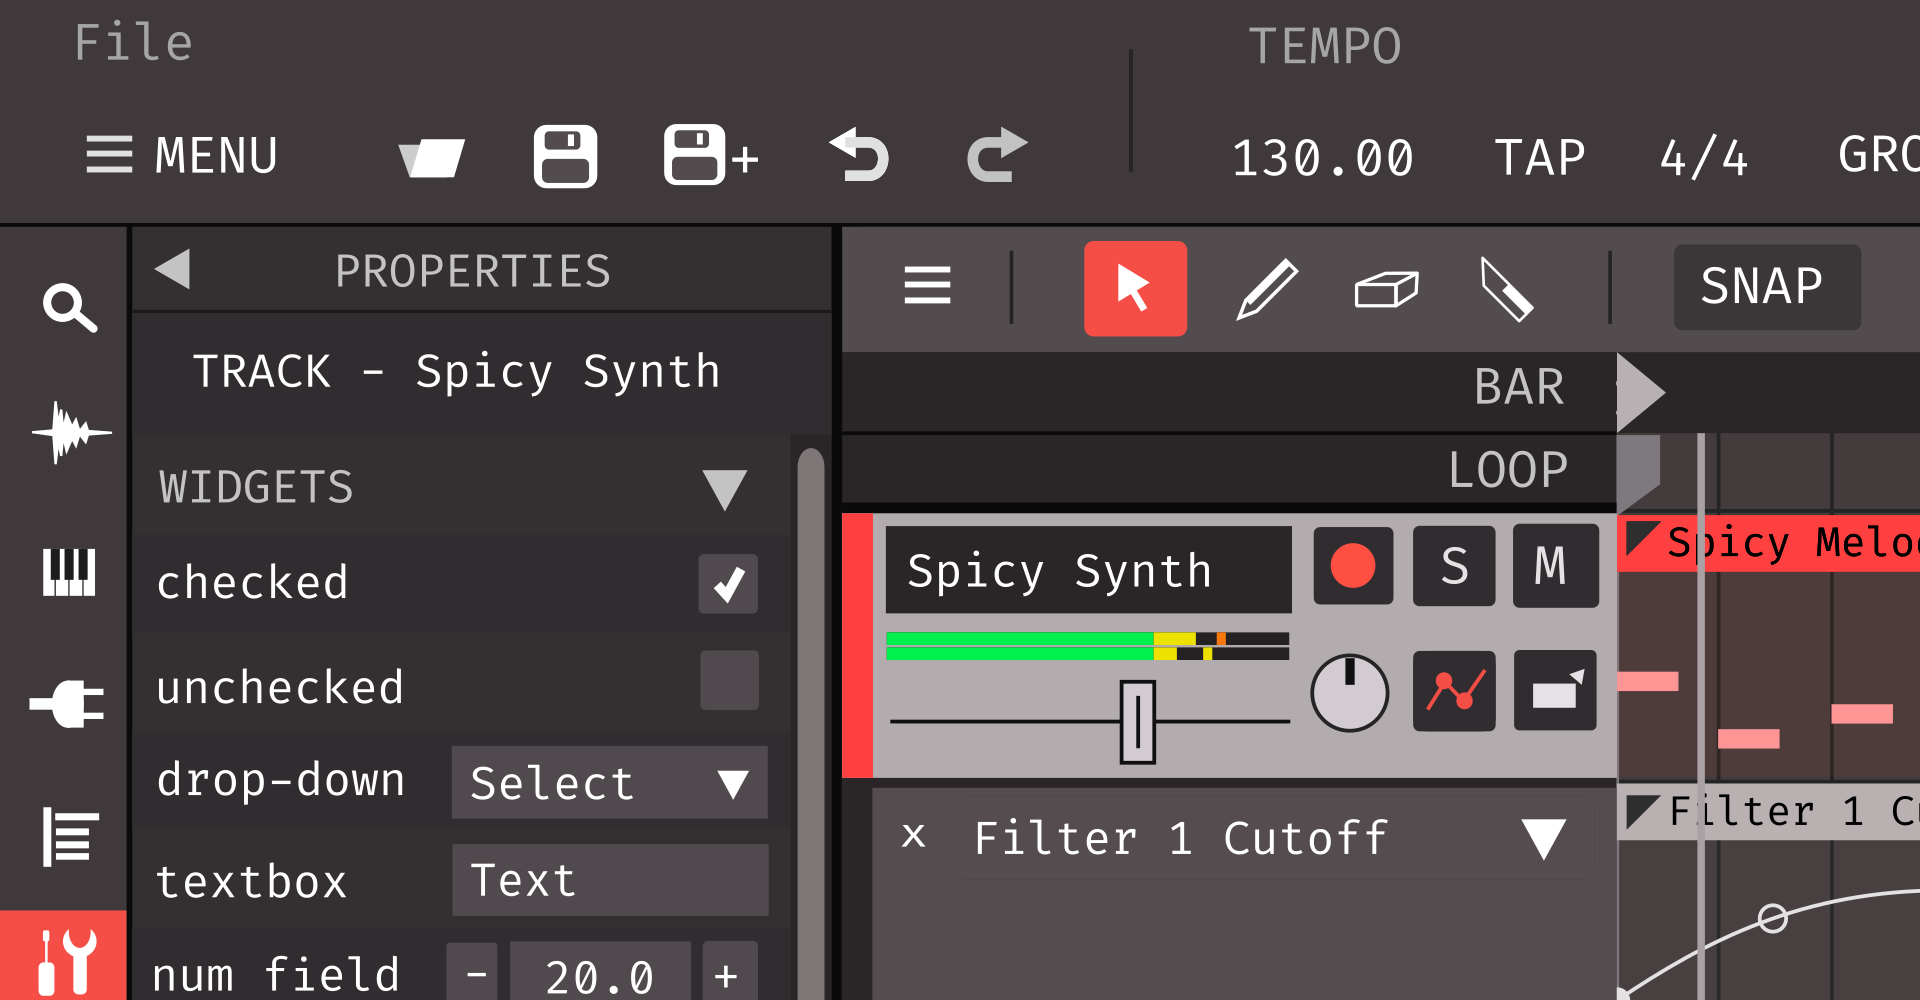 File
TEMPO
MENU
+
130.00 TAP 4/4 GRO
PROPERTIES
SNAP
TRACK - Spicy Synth
BAR
LOOP
WIDGETS
Spicy Synth
S M
Spicy Melo
checked
unchecked
drop-down Select
x Filter 1 Cutoff
Filter 1 C
textbox Text
num field - 20.0 +